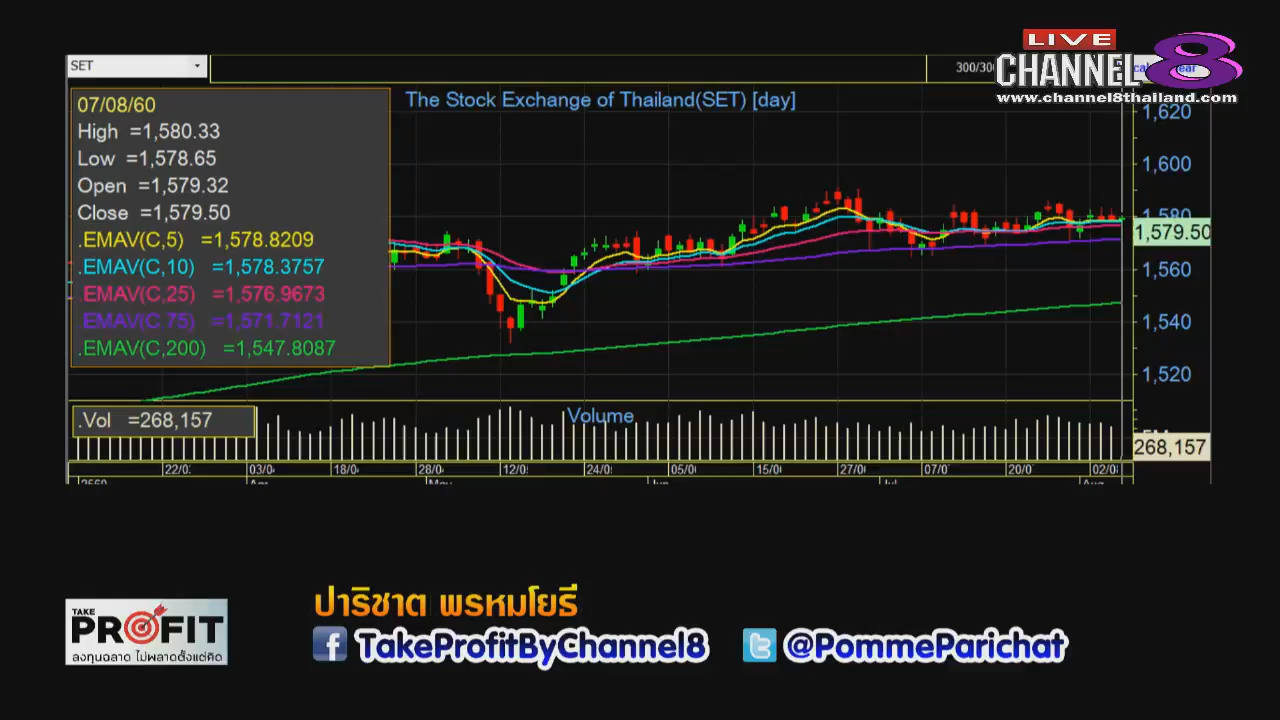 LIVE
CHANNEL 8
www.channel8thailand.com
SET
300/300
The Stock Exchange of Thailand(SET) [day]
07/08/60
High =1,580.33
Low =1,578.65
Open =1,579.32
Close =1,579.50
.EMAV(C,5) =1,578.8209
.EMAV(C,10) =1,578.3757
.EMAV(C,25) =1,576.9673
.EMAV(C,75) =1,571.7121
.EMAV(C,200) =1,547.8087
1,620
1,600
1,580
1,579.50
1,560
1,540
1,520
.Vol =268,157
Volume
268,157
22/0 03/0 18/0 28/0 12/0 24/0 05/0 15/0 27/0 07/0 20/0 02/0
2560 Apr May Jun Jul Aug
TAKE
PROFIT
ลงทุนฉลาด ไม่พลาดตั้งแต่คิด
ปาริชาต พรหมโยธี
TakeProfitByChannel8 @PommeParichat